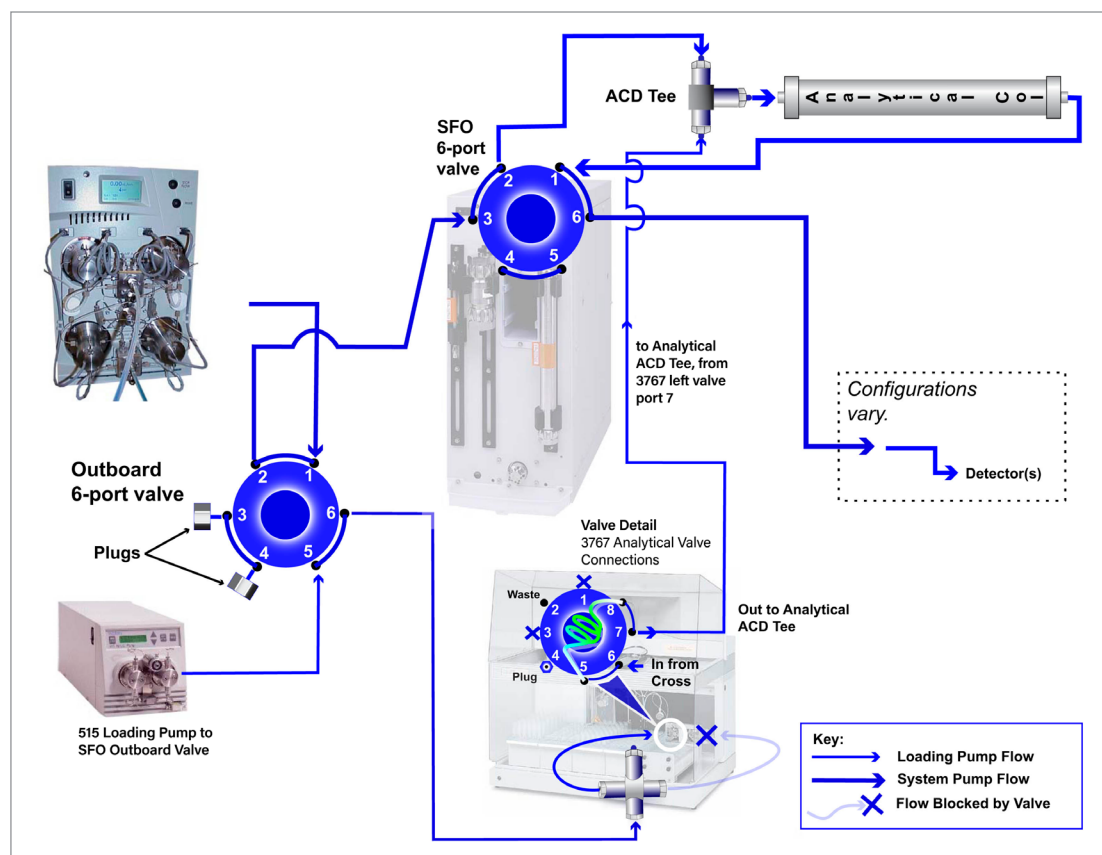 ACD Tee
Analytical Col
SFO
6-port
valve
2
1
3
6
4
5
to Analytical
ACD Tee, from
3767 left valve
port 7
Configurations
vary.
Detector(s)
Outboard
6-port valve
2
1
3
6
4
5
Plugs
Valve Detail
3767 Analytical Valve
Connections
Waste
1
2
8
3
7
4
6
5
Plug
Out to Analytical
ACD Tee
In from
Cross
515 Loading Pump to
SFO Outboard Valve
Key:
Loading Pump Flow
System Pump Flow
Flow Blocked by Valve